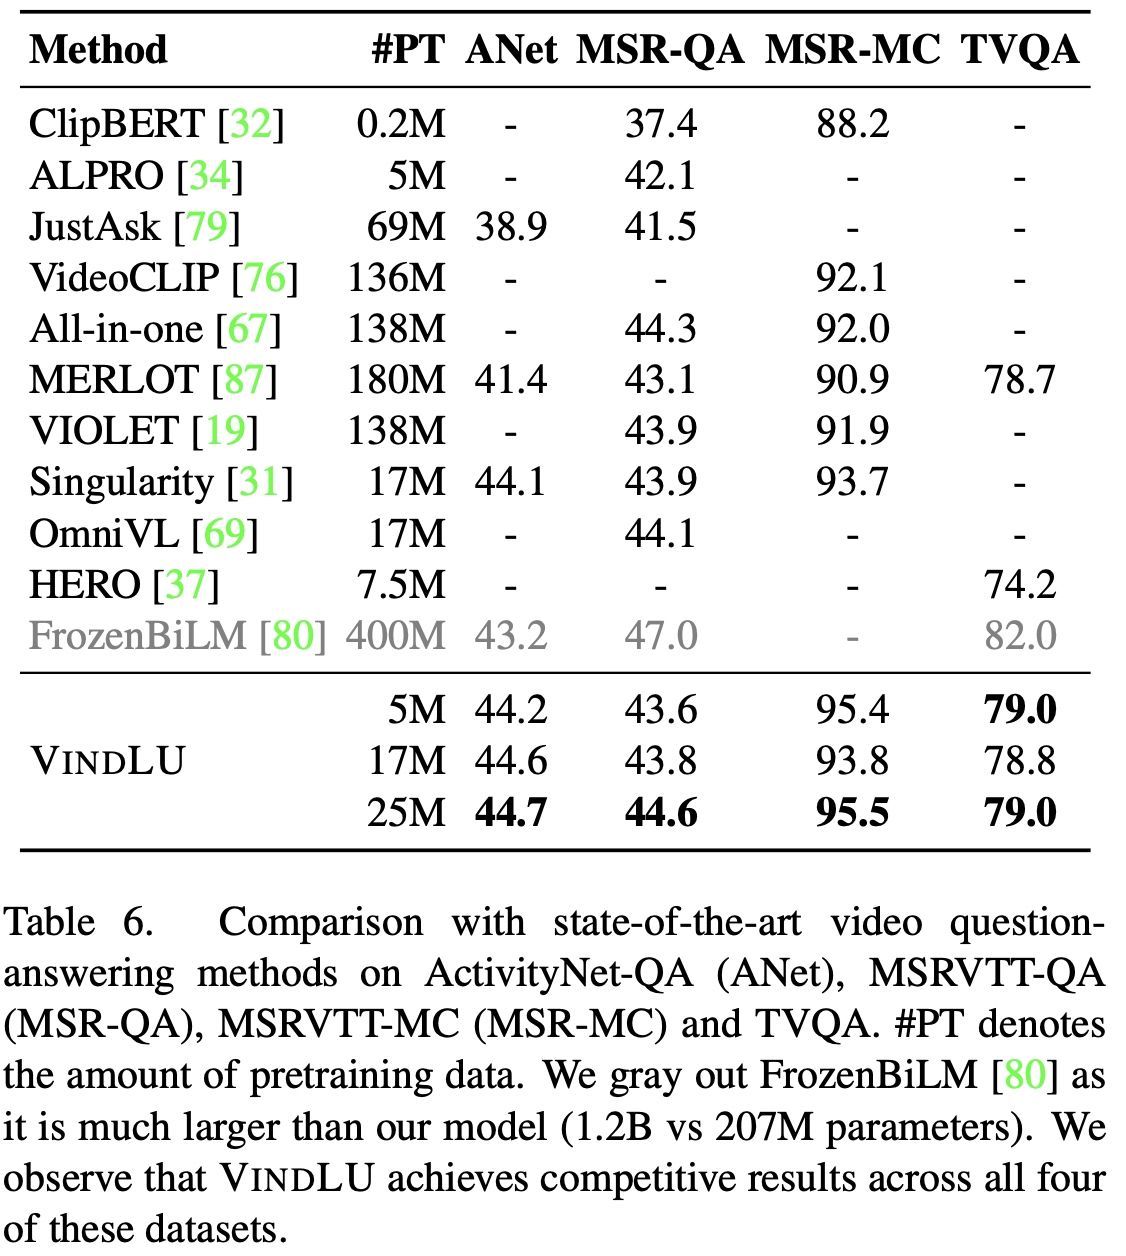 Method #PT ANet MSR-QA MSR-MC TVQA
ClipBERT [32] 0.2M - 37.4 88.2 -
ALPRO [34] 5M - 42.1 - -
JustAsk [79] 69M 38.9 41.5 - -
VideoCLIP [76] 136M - - 92.1 -
All-in-one [67] 138M - 44.3 92.0 -
MERLOT [87] 180M 41.4 43.1 90.9 78.7
VIOLET [19] 138M - 43.9 91.9 -
Singularity [31] 17M 44.1 43.9 93.7 -
OmniVL [69] 17M - 44.1 - -
HERO [37] 7.5M - - - 74.2
FrozenBiLM [80] 400M 43.2 47.0 - 82.0
5M 44.2 43.6 95.4 79.0
VINDLU 17M 44.6 43.8 93.8 78.8
25M 44.7 44.6 95.5 79.0
Table 6. Comparison with state-of-the-art video question-
answering methods on ActivityNet-QA (ANet), MSRVTT-QA
(MSR-QA), MSRVTT-MC (MSR-MC) and TVQA. #PT denotes
the amount of pretraining data. We gray out FrozenBiLM [80] as
it is much larger than our model (1.2B vs 207M parameters). We
observe that VINDLU achieves competitive results across all four
of these datasets.